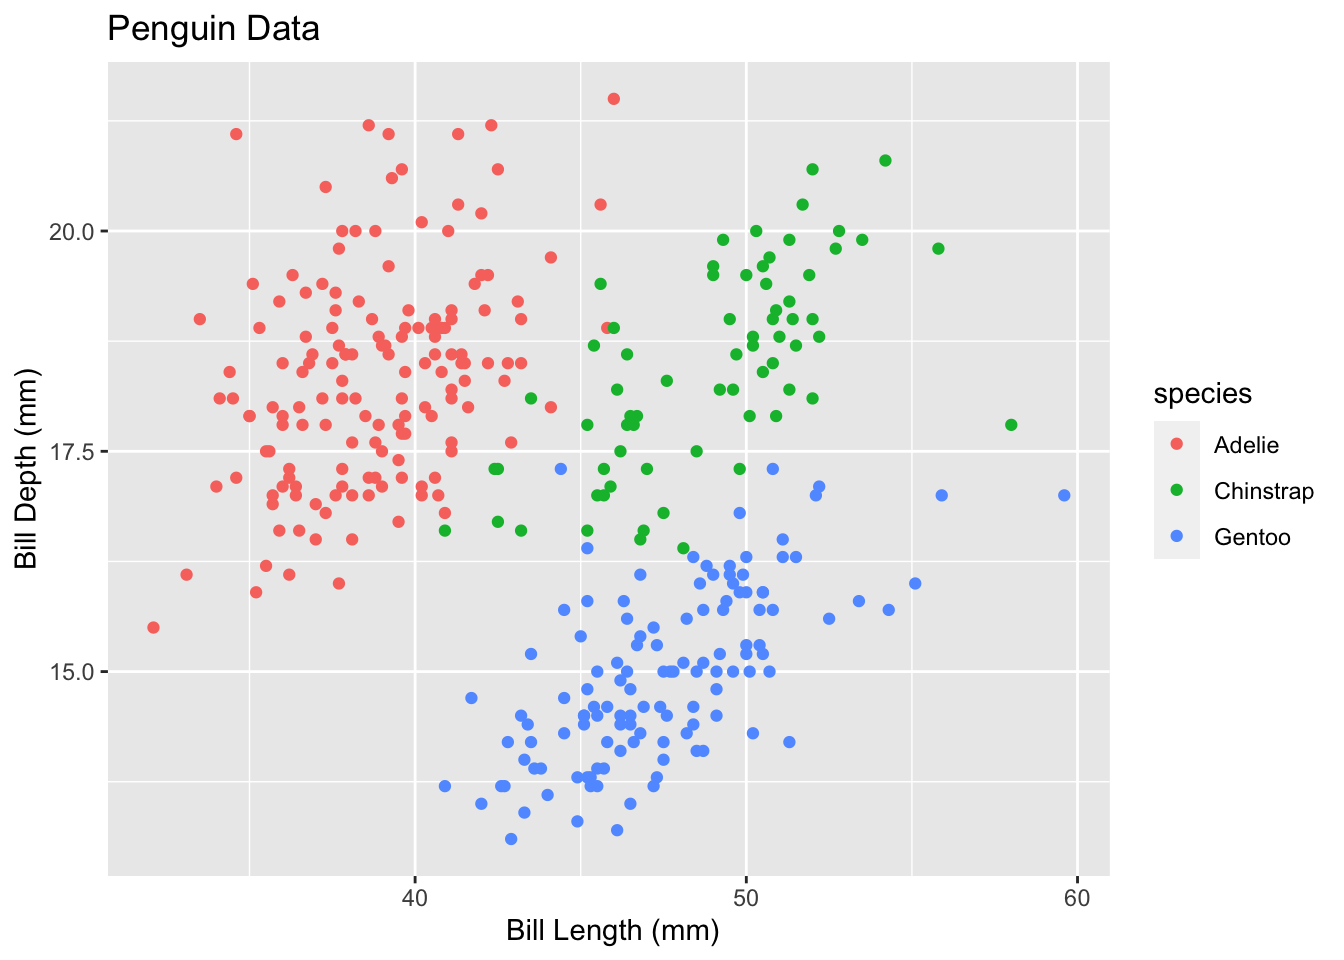 Penguin Data
Bill Depth (mm)
20.0
17.5
15.0
40
50
60
Bill Length (mm)
species
Adelie
Chinstrap
Gentoo